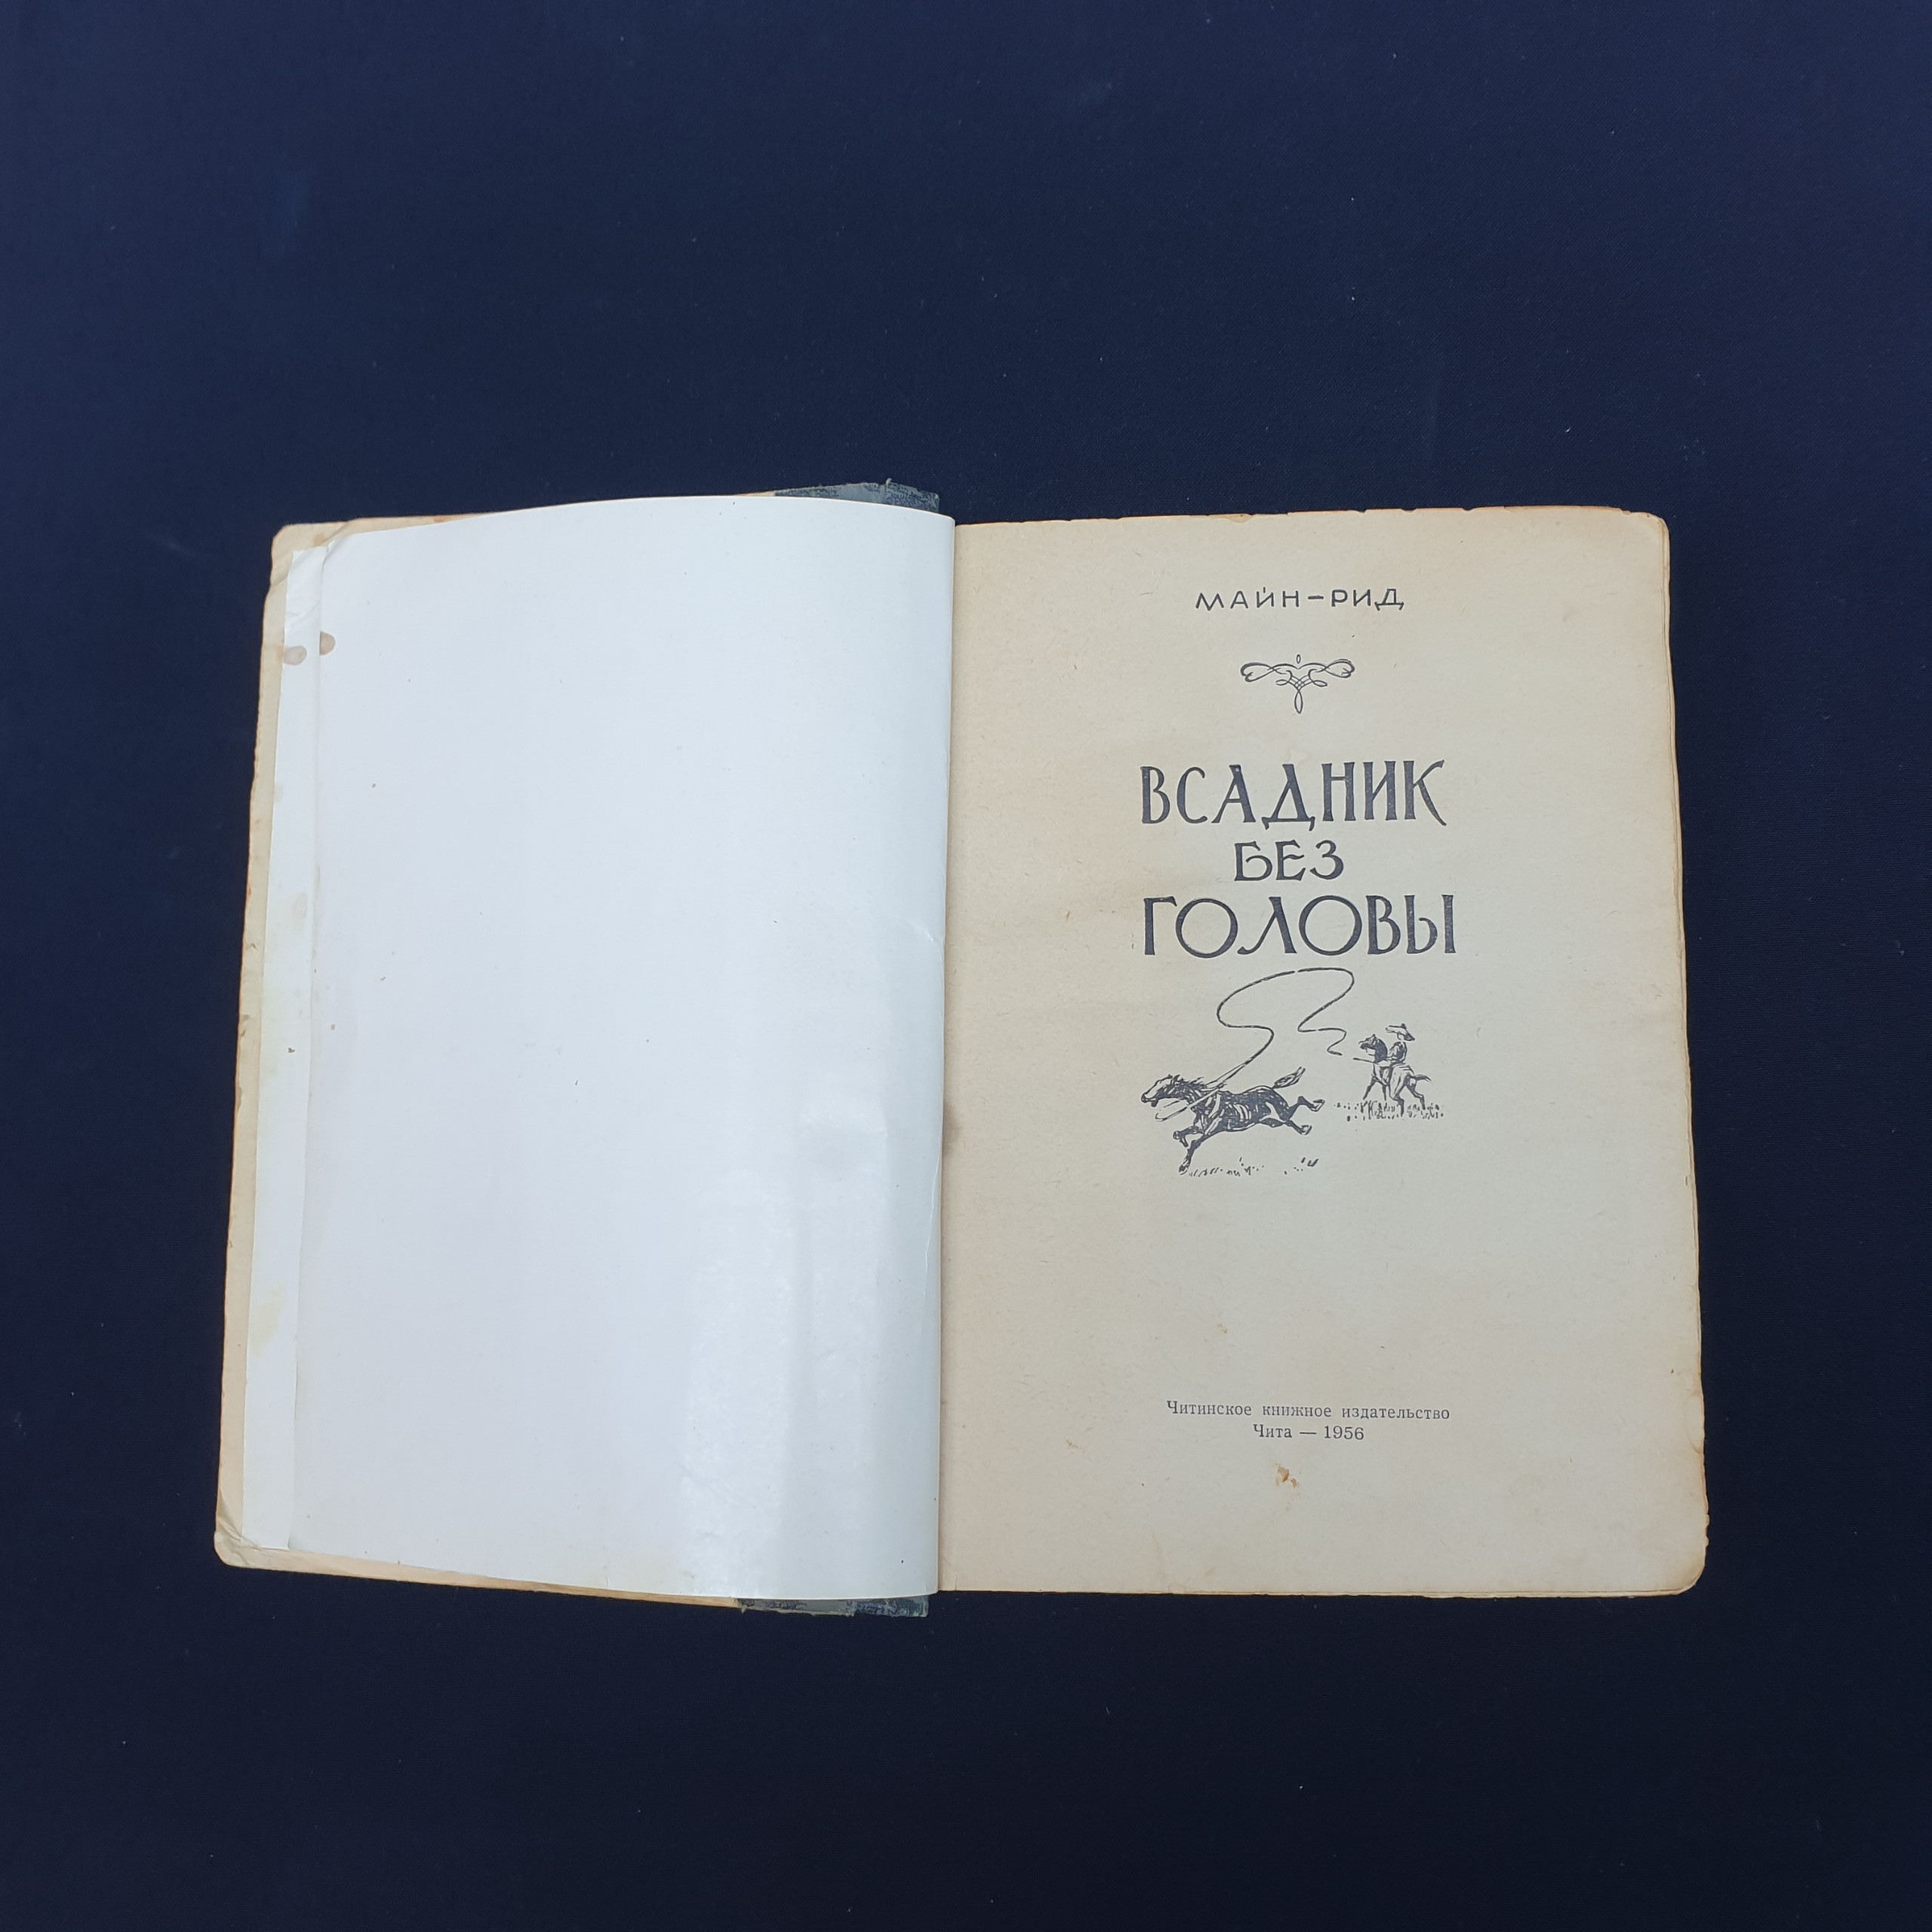 МАЙН-РИД
ВСАДНИК
БЕЗ
ГОЛОВЫ
Читинское книжное издательство
Чита — 1956